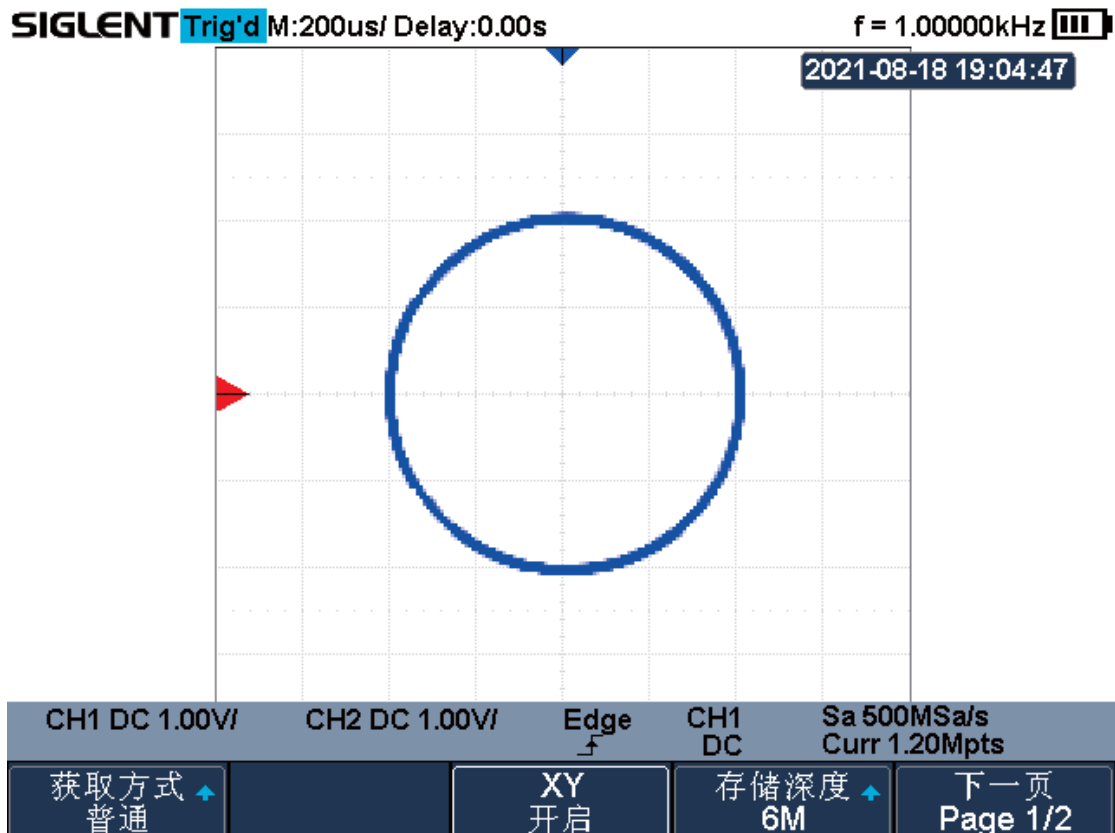 SIGLENT Trig'd M:200us/ Delay:0.00s f = 1.00000kHz
2021-08-18 19:04:47
CH1 DC 1.00V/ CH2 DC 1.00V/ Edge CH1 Sa 500MSa/s
DC Curr 1.20Mpts
获取方式 XY 存储深度 下一页
普通 开启 6M Page 1/2